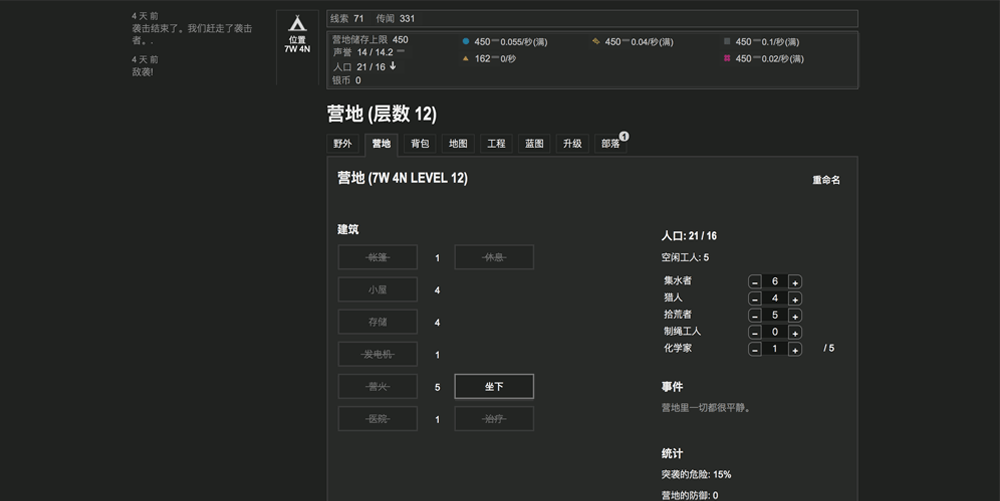 4 天 前
袭击结束了。我们赶走了袭击
者。.
4 天 前
敌袭!
位置
7W 4N
线索 71 传闻 331
营地储存上限 450
声誉 14 / 14.2
人口 21 / 16
银币 0
450 0.055/秒(满)
450 0.04/秒(满)
450 0.1/秒(满)
162 0/秒
450 0.02/秒(满)
营地 (层数 12)
野外 营地 背包 地图 工程 蓝图 升级 部落 1
营地 (7W 4N LEVEL 12)
重命名
建筑
帐篷 1 休息
小屋 4
存储 4
发电机 1
营火 5 坐下
医院 1 治疗
人口: 21 / 16
空闲工人: 5
集水者 - 6 +
猎人 - 4 +
拾荒者 - 5 +
制绳工人 - 0 +
化学家 - 1 + / 5
事件
营地里一切都很平静。
统计
突袭的危险: 15%
营地的防御: 0